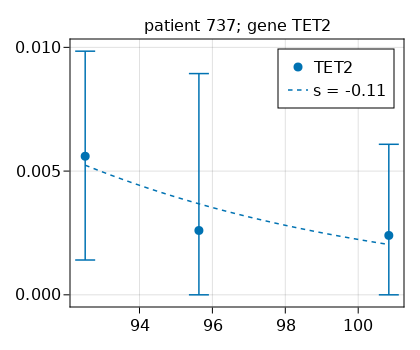 patient 737; gene TET2
0.010
TET2
s = -0.11
0.005
0.000
94
96
98
100